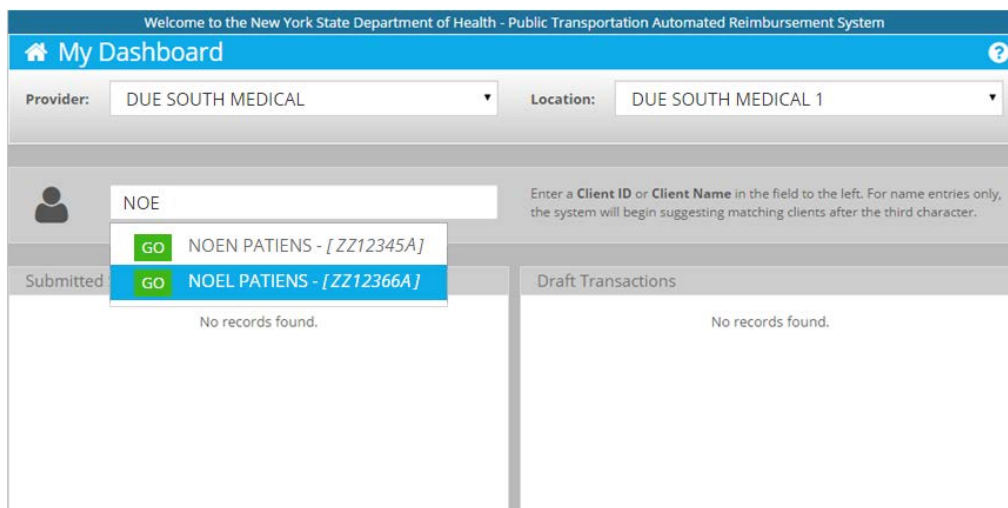 Welcome to the New York State Department of Health - Public Transportation Automated Reimbursement System
My Dashboard
?
Provider: DUE SOUTH MEDICAL
Location: DUE SOUTH MEDICAL 1
NOE
Enter a Client ID or Client Name in the field to the left. For name entries only,
the system will begin suggesting matching clients after the third character.
GO NOEN PATIENS - [ZZ12345A]
GO NOEL PATIENS - [ZZ12366A]
Submitted
Draft Transactions
No records found.
No records found.